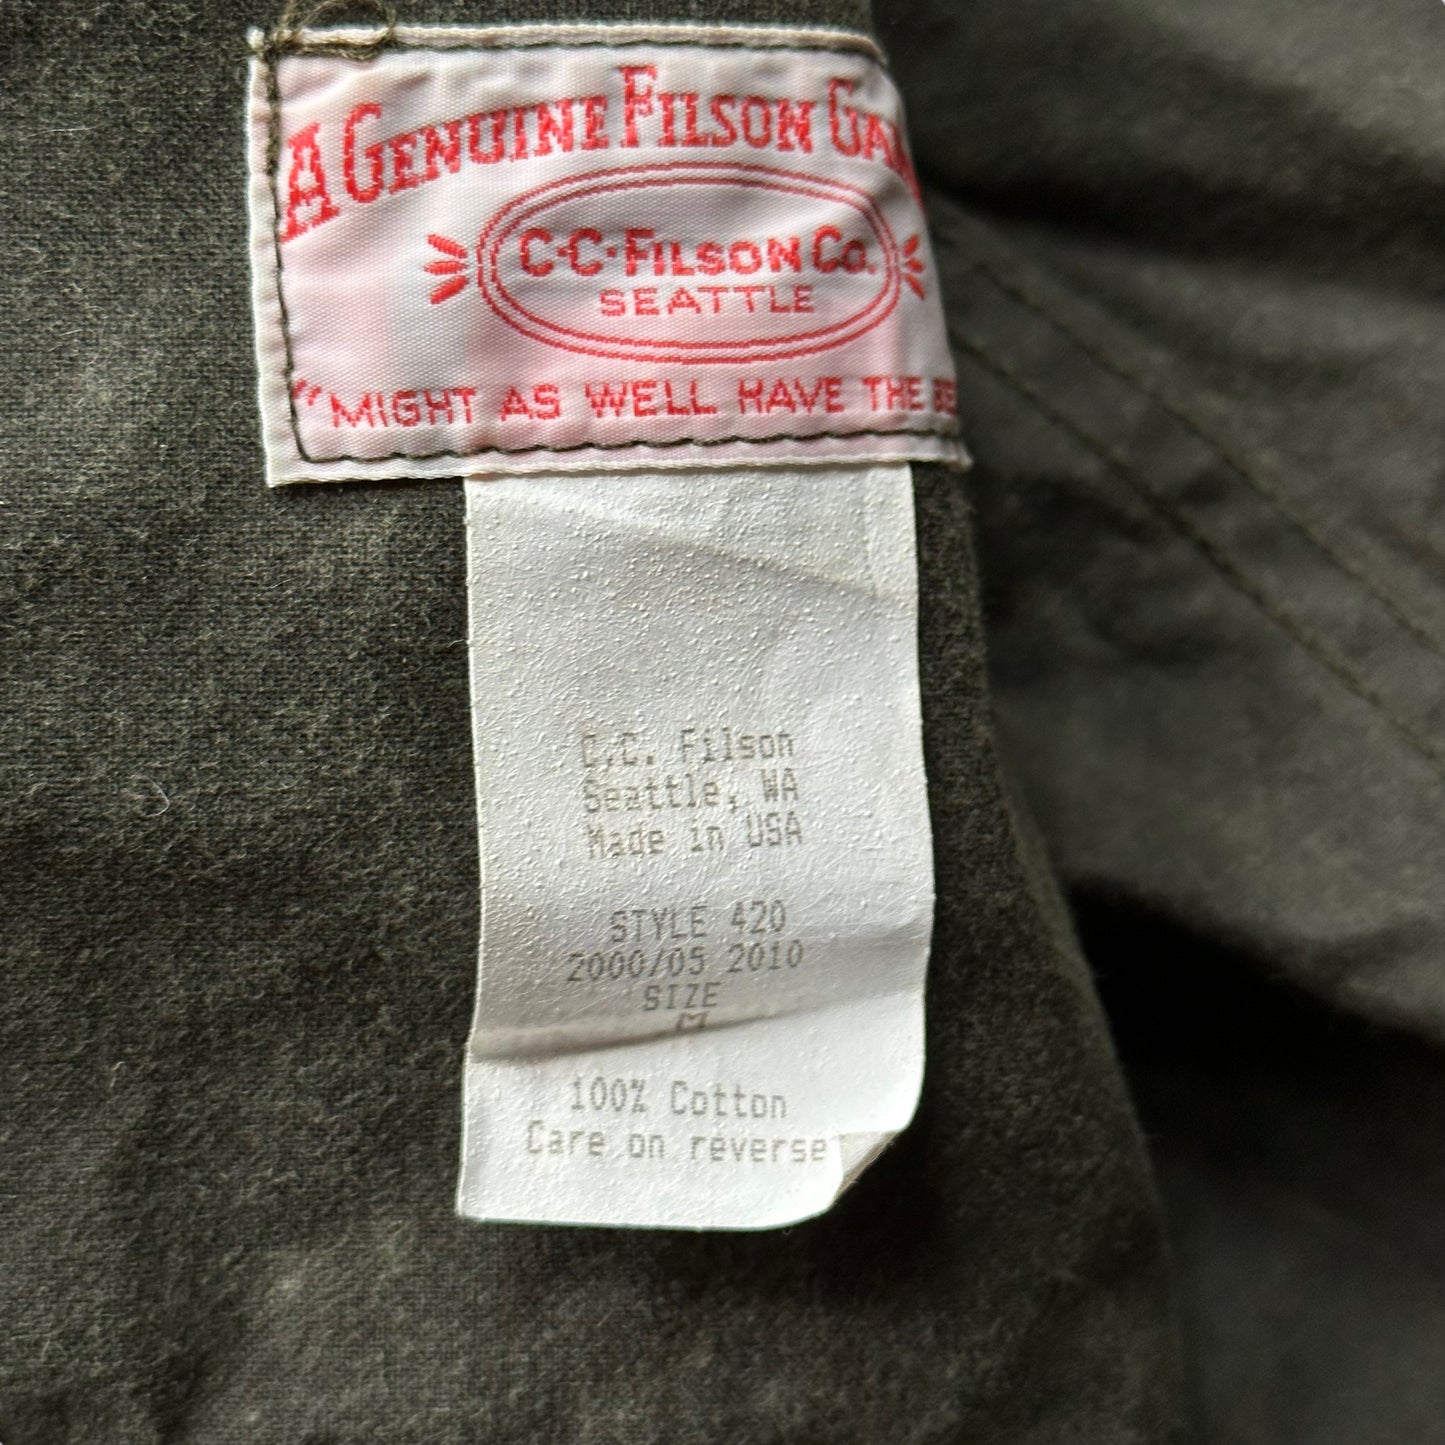 A GENUINE FILSON GA
C·C·FILSON CO.
SEATTLE
"MIGHT AS WELL HAVE THE BE
C.C. Filson
Seattle, WA
Made in USA
STYLE 420
2000/05 2010
SIZE
M
100% Cotton
Care on reverse